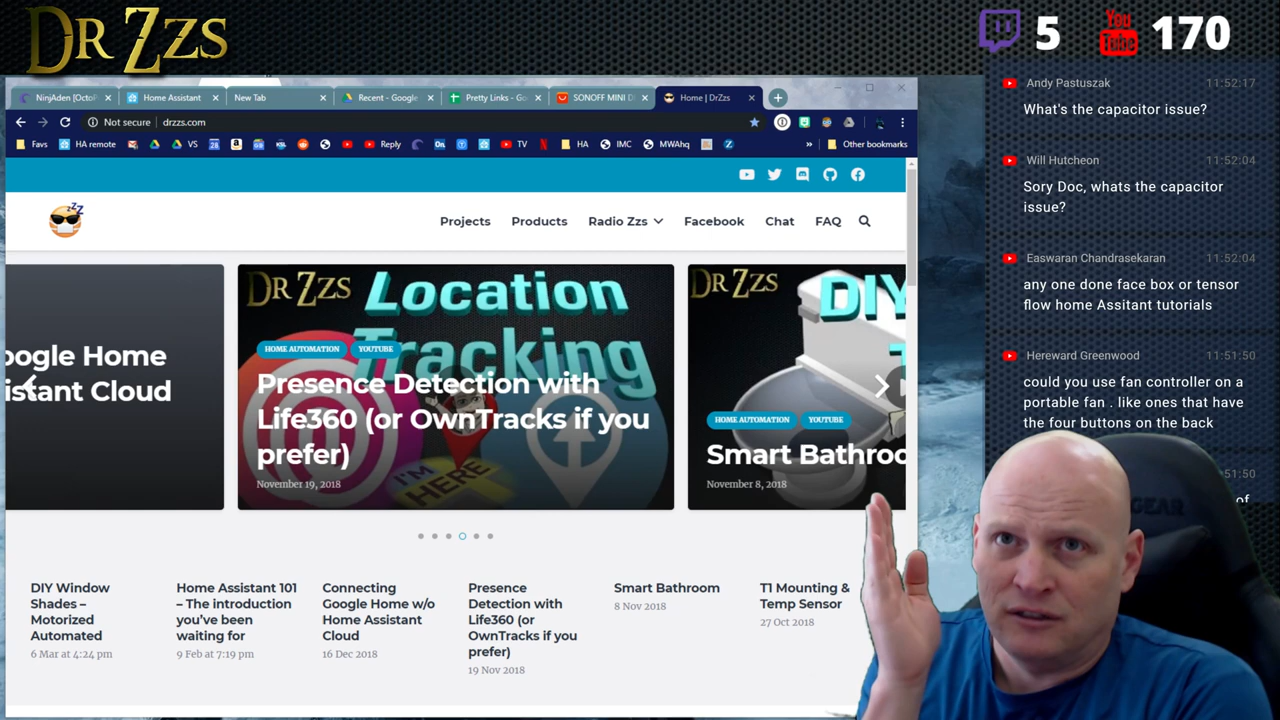 DR ZZS
5
You
Tube
170
NinjAden [OctoP
Home Assistant
New Tab
Recent - Google
Pretty Links - Go
SONOFF MINI D
Home | DrZzs
Not secure
drzzs.com
Favs
HA remote
VS
Reply
TV
HA
IMC
MWAhq
Other bookmarks
Projects
Products
Radio Zzs
Facebook
Chat
FAQ
oogle Home
istant Cloud
DR ZZS
Location
Tracking
HOME AUTOMATION
YOUTUBE
Presence Detection with
Life360 (or OwnTracks if you
prefer)
I'M
HERE
November 19, 2018
DR ZZS
DIY
HOME AUTOMATION
YOUTUBE
Smart Bathroo
November 8, 2018
DIY Window
Shades –
Motorized
Automated
6 Mar at 4:24 pm
Home Assistant 101
– The introduction
you've been
waiting for
9 Feb at 7:19 pm
Connecting
Google Home w/o
Home Assistant
Cloud
16 Dec 2018
Presence
Detection with
Life360 (or
OwnTracks if you
prefer)
19 Nov 2018
Smart Bathroom
8 Nov 2018
T1 Mounting &
Temp Sensor
27 Oct 2018
Andy Pastuszak
11:52:17
What's the capacitor issue?
Will Hutcheon
11:52:04
Sory Doc, whats the capacitor
issue?
Easwaran Chandrasekaran
11:52:04
any one done face box or tensor
flow home Assitant tutorials
Hereward Greenwood
11:51:50
could you use fan controller on a
portable fan . like ones that have
the four buttons on the back
:51:50
of
GEAR